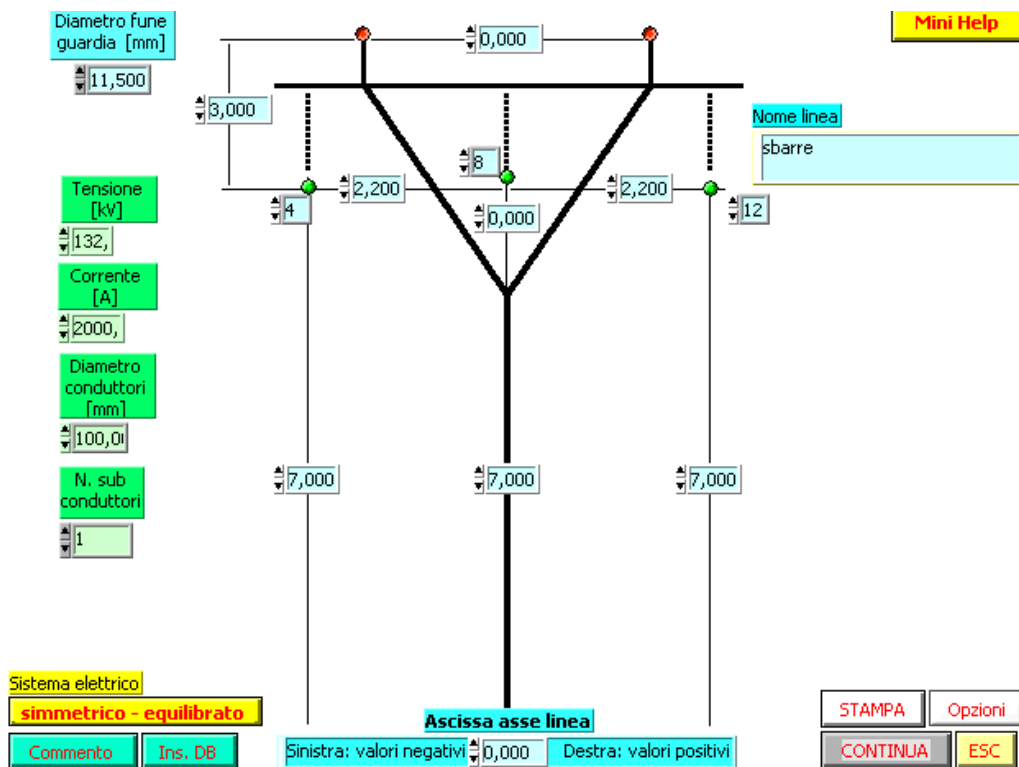 Diametro fune
guardia [mm]
11,500
0,000
Mini Help
3,000
Nome linea
sbarre
8
2,200
2,200
4
0,000
12
Tensione
[kV]
132,
Corrente
[A]
2000,
Diametro
conduttori
[mm]
100,0
N. sub
conduttori
1
7,000
7,000
7,000
Sistema elettrico
simmetrico - equilibrato
Commento
Ins. DB
Ascissa asse linea
Sinistra: valori negativi
0,000
Destra: valori positivi
STAMPA
Opzioni
CONTINUA
ESC